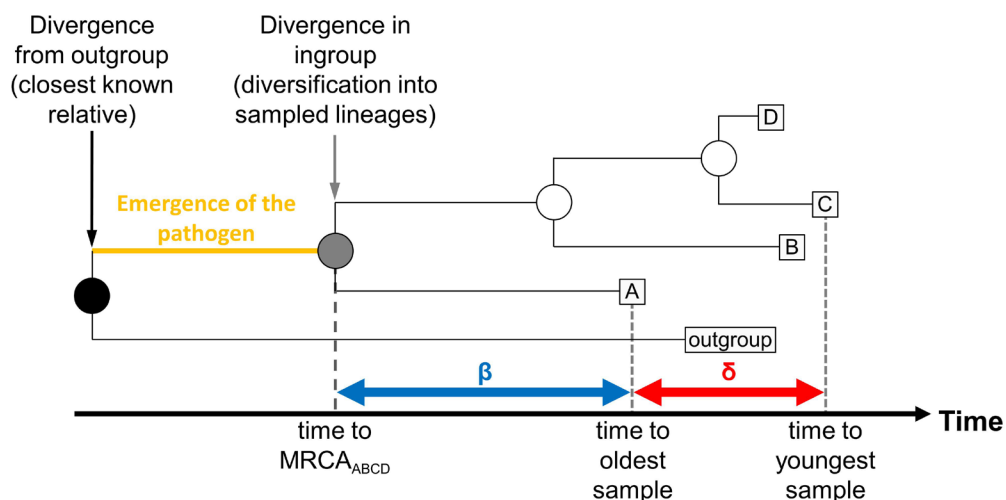 Divergence
from outgroup
(closest known
relative)
Divergence in
ingroup
(diversification into
sampled lineages)
Emergence of the
pathogen
D
C
B
A
outgroup
β
δ
Time
time to
MRCA_ABCD
time to
oldest
sample
time to
youngest
sample